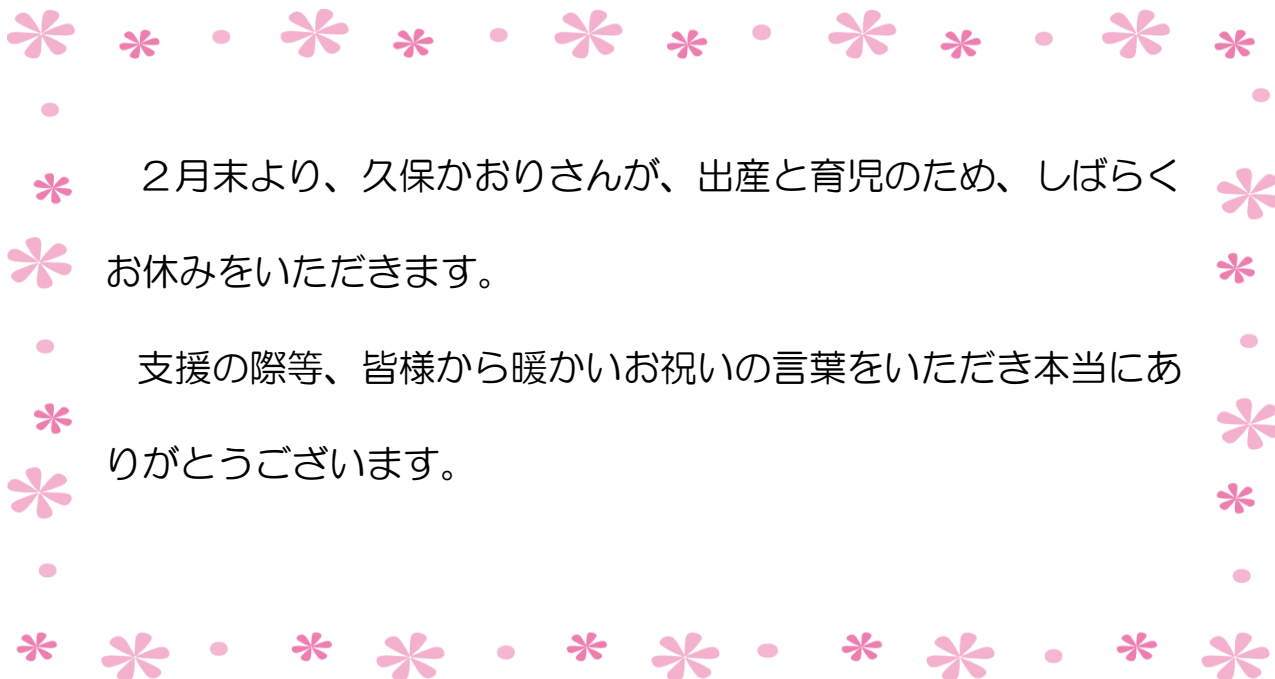 ２月末より、久保かおりさんが、出産と育児のため、しばらく
お休みをいただきます。
　支援の際等、皆様から暖かいお祝いの言葉をいただき本当にあ
りがとうございます。